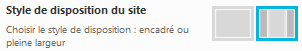 Style de disposition du site
Choisir le style de disposition : encadré ou
pleine largeur